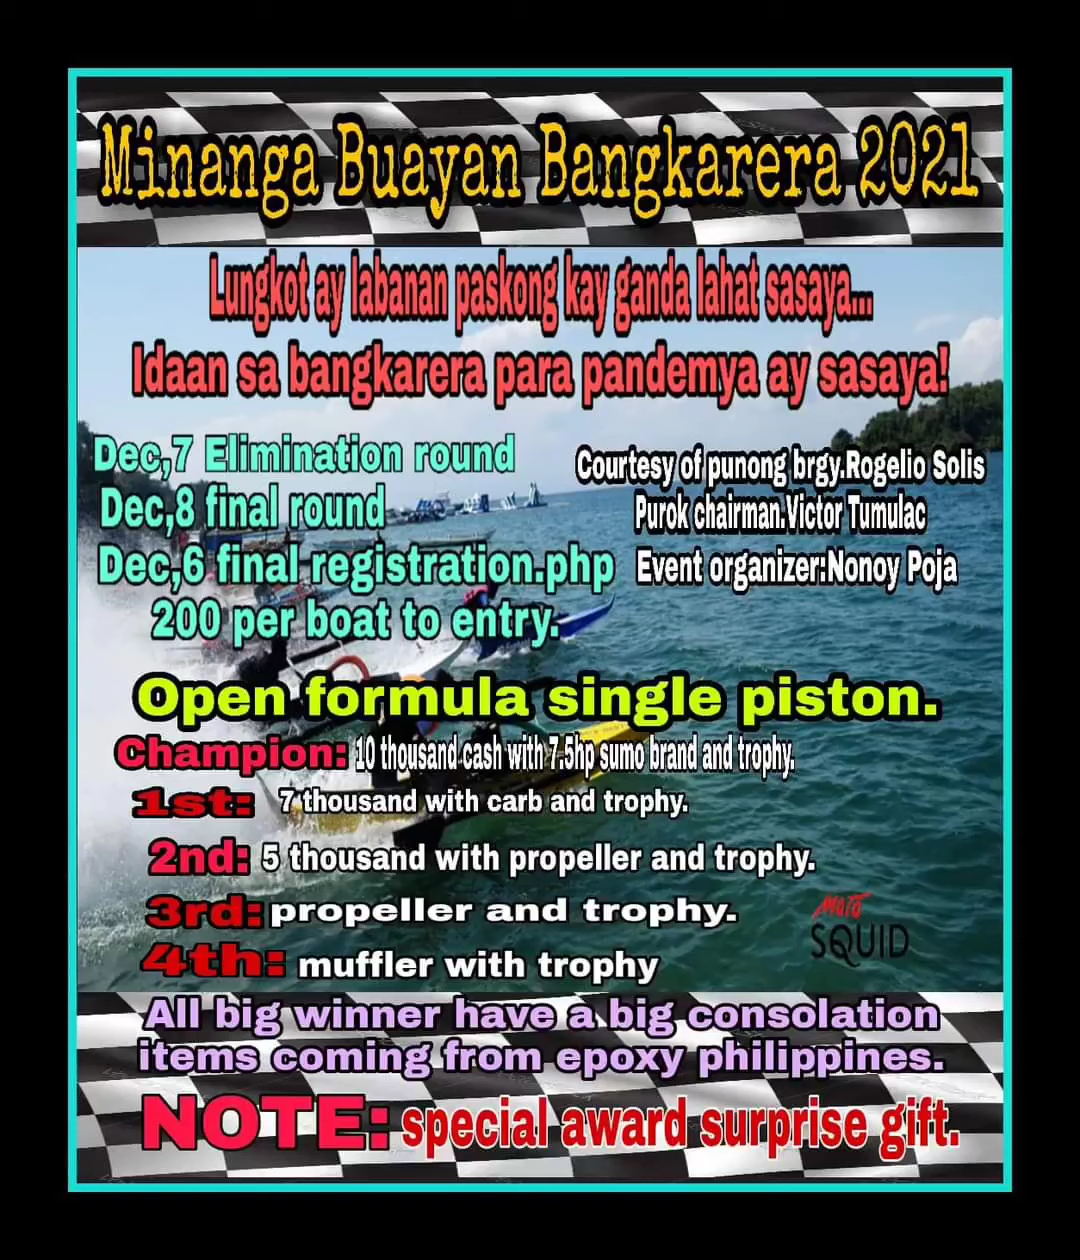 Minanga Buayan Bangkarera 2021
Lungkot ay labanan paskong kay ganda lahat sasaya...
Idaan sa bangkarera para pandemya ay sasaya!
Dec,7 Elimination round
Dec,8 final round
Dec,6 final registration.php
200 per boat to entry.
Courtesy of punong brgy.Rogelio Solis
Purok chairman.Victor Tumulac
Event organizer:Nonoy Poja
Open formula single piston.
Champion: 10 thousand cash with 7.5hp sumo brand and trophy.
1st: 7 thousand with carb and trophy.
2nd: 5 thousand with propeller and trophy.
3rd: propeller and trophy.
4th: muffler with trophy
MOTO
SQUID
All big winner have a big consolation
items coming from epoxy philippines.
NOTE: special award surprise gift.